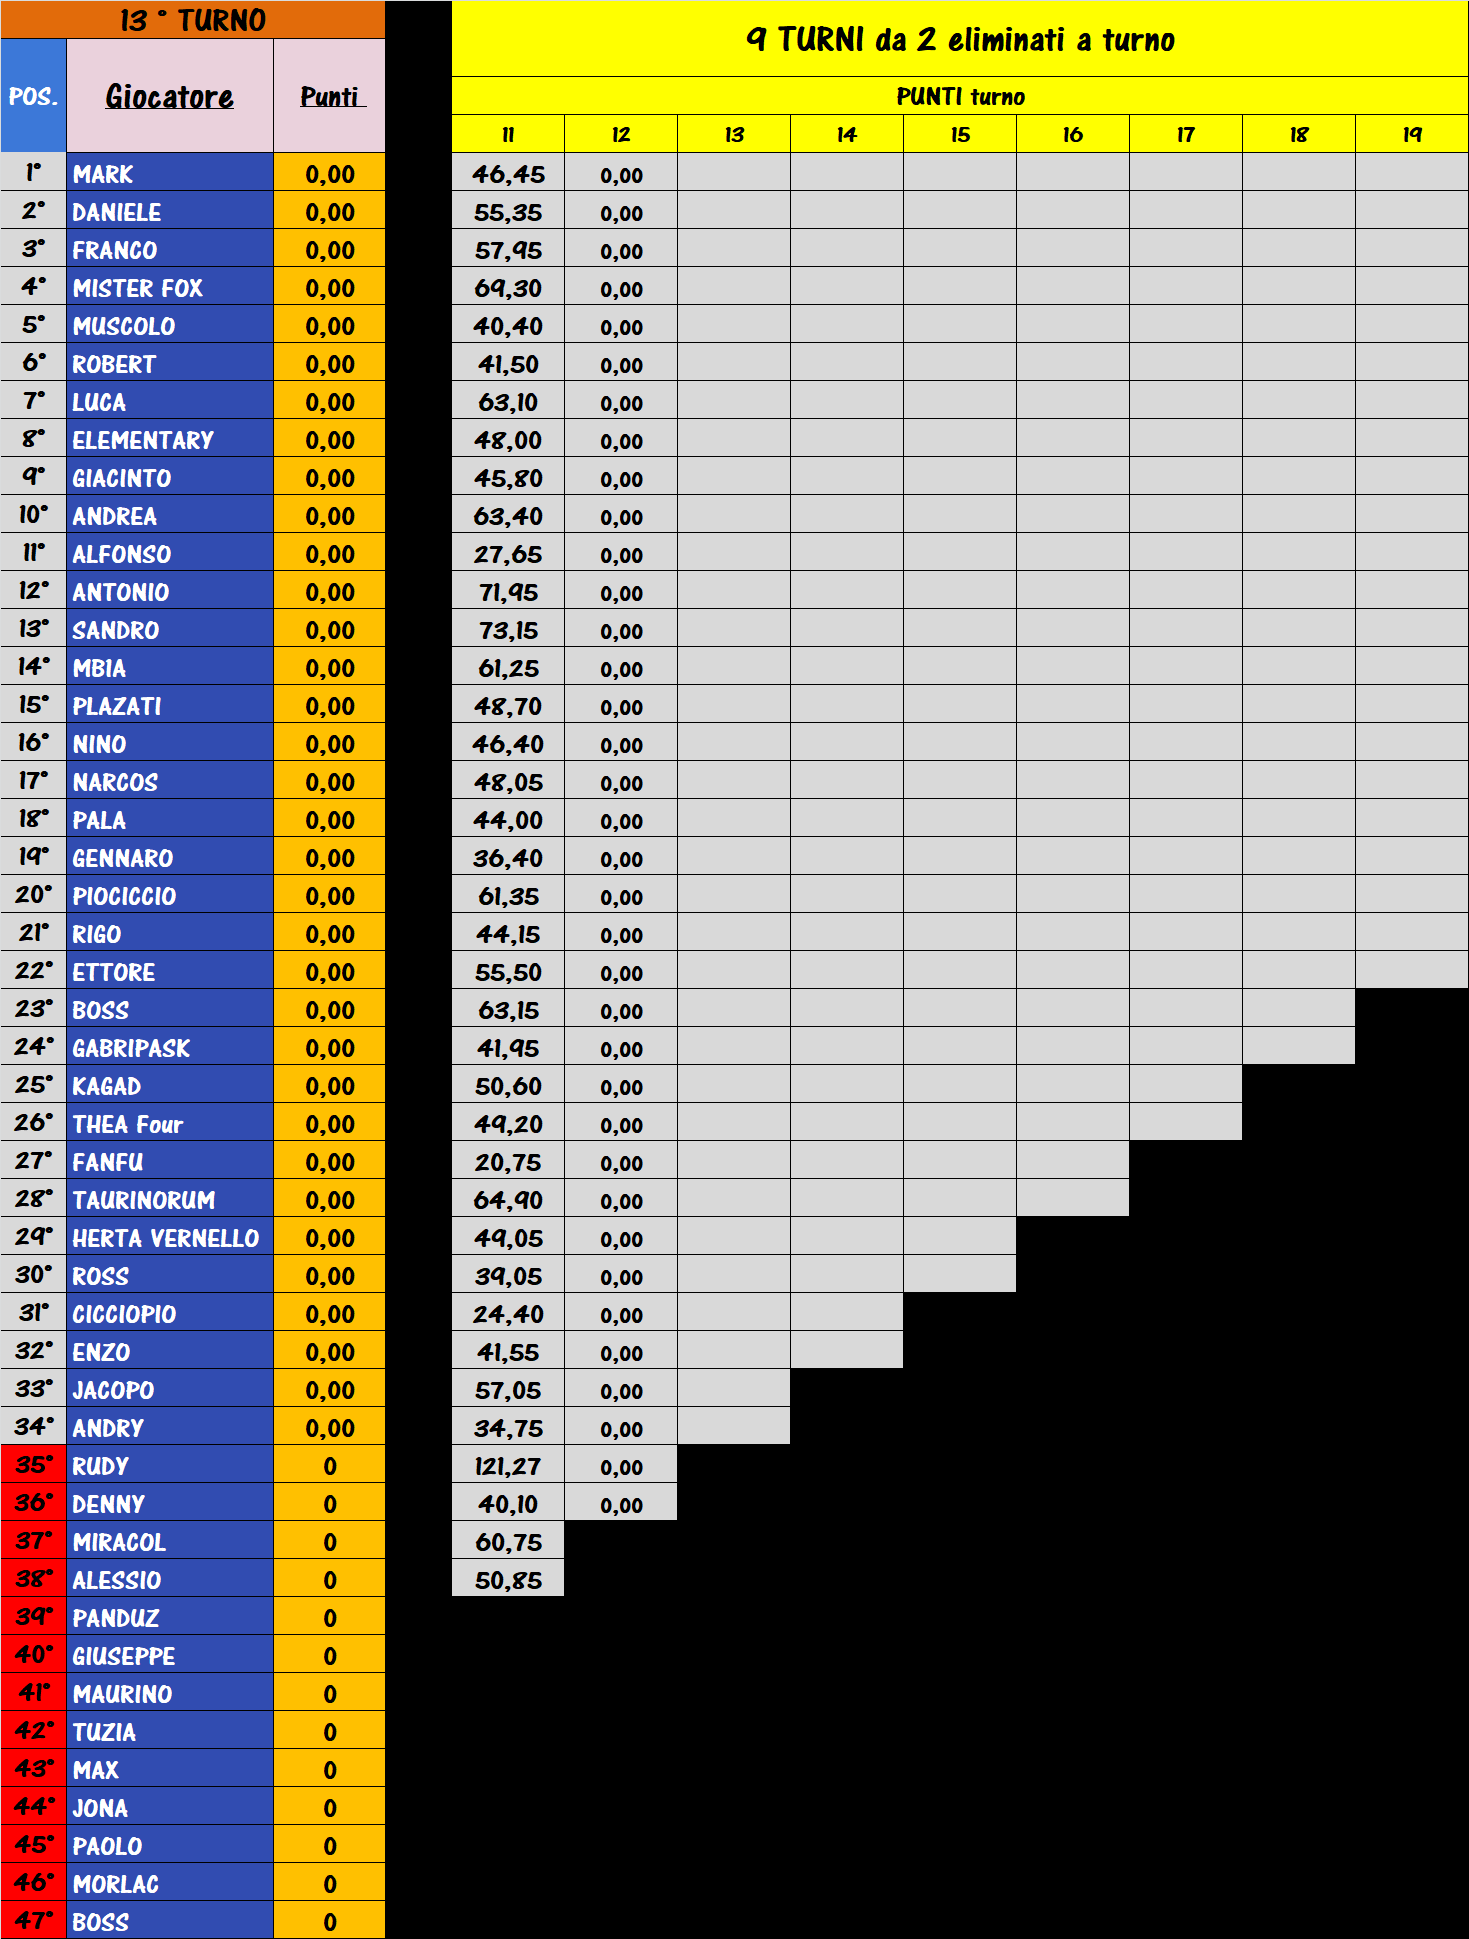 13 ° TURNO
9 TURNI da 2 eliminati a turno
POS. Giocatore Punti
PUNTI turno
11 12 13 14 15 16 17 18 19
1° MARK 0,00 46,45 0,00
2° DANIELE 0,00 55,35 0,00
3° FRANCO 0,00 57,95 0,00
4° MISTER FOX 0,00 69,30 0,00
5° MUSCOLO 0,00 40,40 0,00
6° ROBERT 0,00 41,50 0,00
7° LUCA 0,00 63,10 0,00
8° ELEMENTARY 0,00 48,00 0,00
9° GIACINTO 0,00 45,80 0,00
10° ANDREA 0,00 63,40 0,00
11° ALFONSO 0,00 27,65 0,00
12° ANTONIO 0,00 71,95 0,00
13° SANDRO 0,00 73,15 0,00
14° MBIA 0,00 61,25 0,00
15° PLAZATI 0,00 48,70 0,00
16° NINO 0,00 46,40 0,00
17° NARCOS 0,00 48,05 0,00
18° PALA 0,00 44,00 0,00
19° GENNARO 0,00 36,40 0,00
20° PIOCICCIO 0,00 61,35 0,00
21° RIGO 0,00 44,15 0,00
22° ETTORE 0,00 55,50 0,00
23° BOSS 0,00 63,15 0,00
24° GABRIPASK 0,00 41,95 0,00
25° KAGAD 0,00 50,60 0,00
26° THEA Four 0,00 49,20 0,00
27° FANFU 0,00 20,75 0,00
28° TAURINORUM 0,00 64,90 0,00
29° HERTA VERNELLO 0,00 49,05 0,00
30° ROSS 0,00 39,05 0,00
31° CICCIOPIO 0,00 24,40 0,00
32° ENZO 0,00 41,55 0,00
33° JACOPO 0,00 57,05 0,00
34° ANDRY 0,00 34,75 0,00
35° RUDY 0 121,27 0,00
36° DENNY 0 40,10 0,00
37° MIRACOL 0 60,75
38° ALESSIO 0 50,85
39° PANDUZ 0
40° GIUSEPPE 0
41° MAURINO 0
42° TUZIA 0
43° MAX 0
44° JONA 0
45° PAOLO 0
46° MORLAC 0
47° BOSS 0